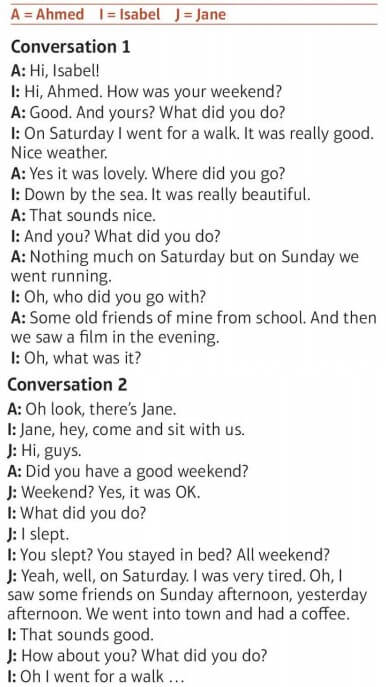 A = Ahmed I = Isabel J = Jane
Conversation 1
A: Hi, Isabel!
I: Hi, Ahmed. How was your weekend?
A: Good. And yours? What did you do?
I: On Saturday I went for a walk. It was really good.
Nice weather.
A: Yes it was lovely. Where did you go?
I: Down by the sea. It was really beautiful.
A: That sounds nice.
I: And you? What did you do?
A: Nothing much on Saturday but on Sunday we
went running.
I: Oh, who did you go with?
A: Some old friends of mine from school. And then
we saw a film in the evening.
I: Oh, what was it?
Conversation 2
A: Oh look, there's Jane.
I: Jane, hey, come and sit with us.
J: Hi, guys.
A: Did you have a good weekend?
J: Weekend? Yes, it was OK.
I: What did you do?
J: I slept.
I: You slept? You stayed in bed? All weekend?
J: Yeah, well, on Saturday. I was very tired. Oh, I
saw some friends on Sunday afternoon, yesterday
afternoon. We went into town and had a coffee.
I: That sounds good.
J: How about you? What did you do?
I: Oh I went for a walk …